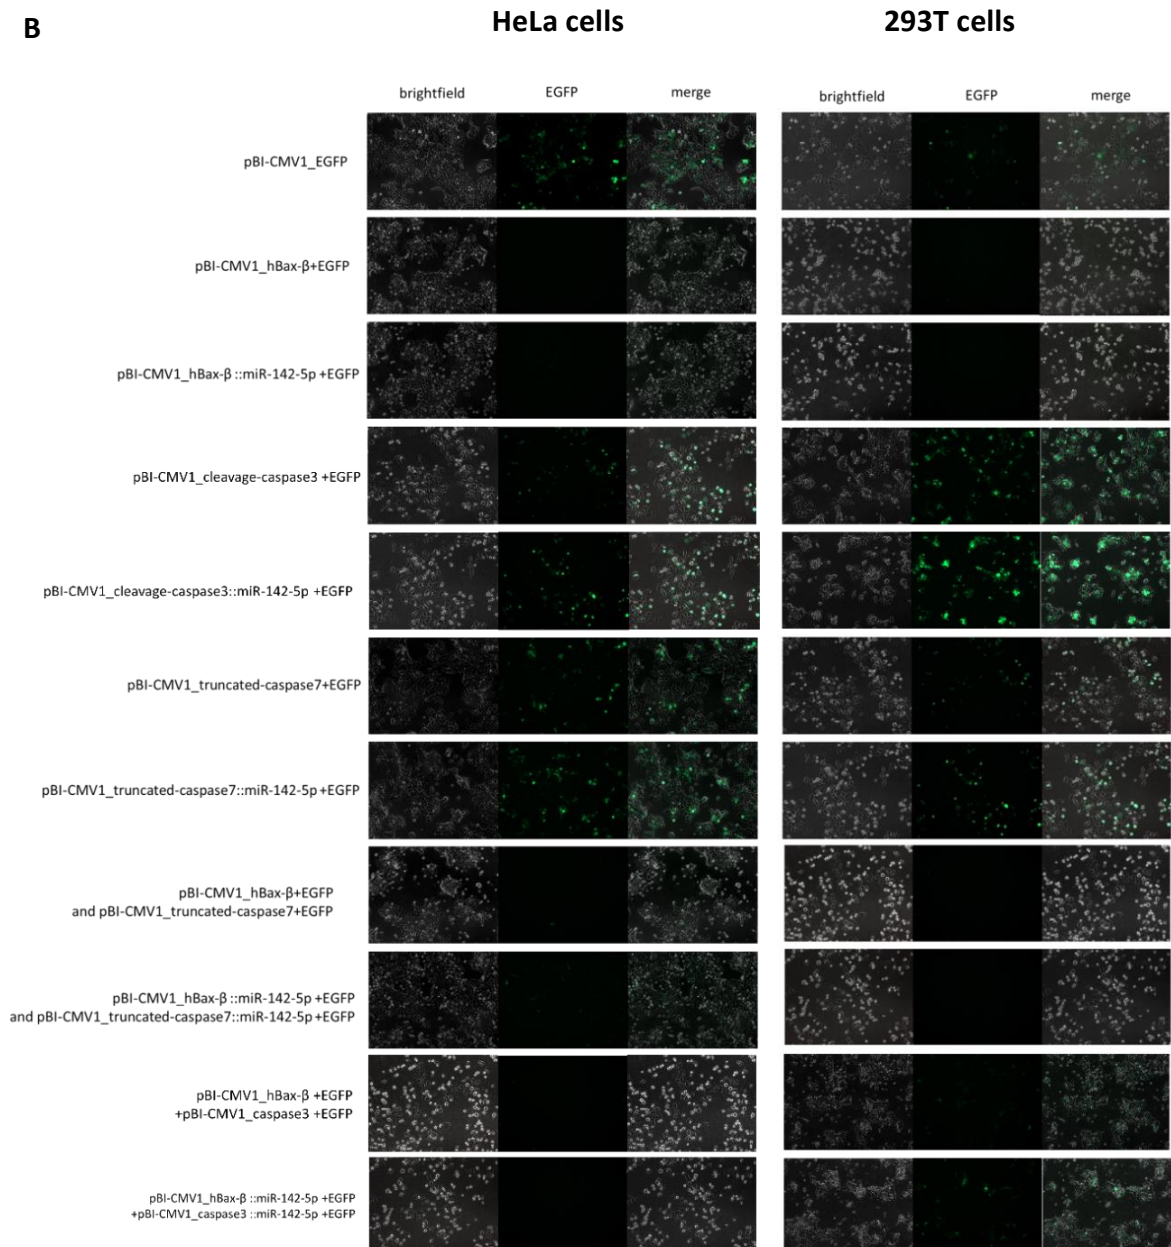 B
HeLa cells
293T cells
brightfield
EGFP
merge
brightfield
EGFP
merge
pBI-CMV1_EGFP
pBI-CMV1_hBax-β+EGFP
pBI-CMV1_hBax-β ::miR-142-5p +EGFP
pBI-CMV1_cleavage-caspase3 +EGFP
pBI-CMV1_cleavage-caspase3::miR-142-5p +EGFP
pBI-CMV1_truncated-caspase7+EGFP
pBI-CMV1_truncated-caspase7::miR-142-5p +EGFP
pBI-CMV1_hBax-β+EGFP
and pBI-CMV1_truncated-caspase7+EGFP
pBI-CMV1_hBax-β ::miR-142-5p +EGFP
and pBI-CMV1_truncated-caspase7::miR-142-5p +EGFP
pBI-CMV1_hBax-β +EGFP
+pBI-CMV1_caspase3 +EGFP
pBI-CMV1_hBax-β ::miR-142-5p +EGFP
+pBI-CMV1_caspase3 ::miR-142-5p +EGFP